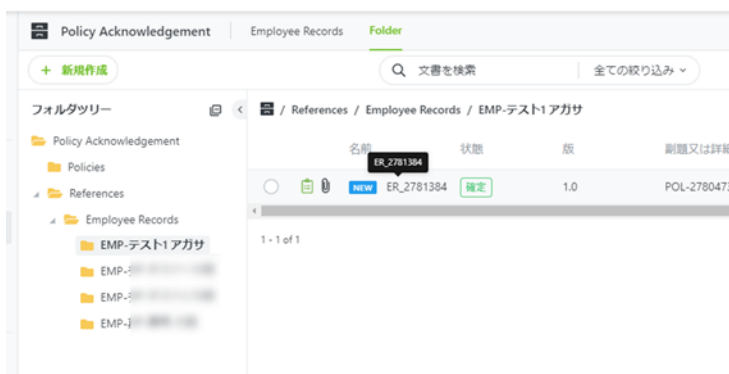 Policy Acknowledgement Employee Records Folder
+ 新規作成 文書を検索 全ての絞り込み
フォルダツリー
/ References / Employee Records / EMP-テスト1 アガサ
Policy Acknowledgement
Policies
References
Employee Records
EMP-テスト1 アガサ
EMP-
EMP-
EMP-
名前 状態 版 副題又は詳細
ER_2781384
NEW ER_2781384 確定 1.0 POL-2780473
1 - 1 of 1